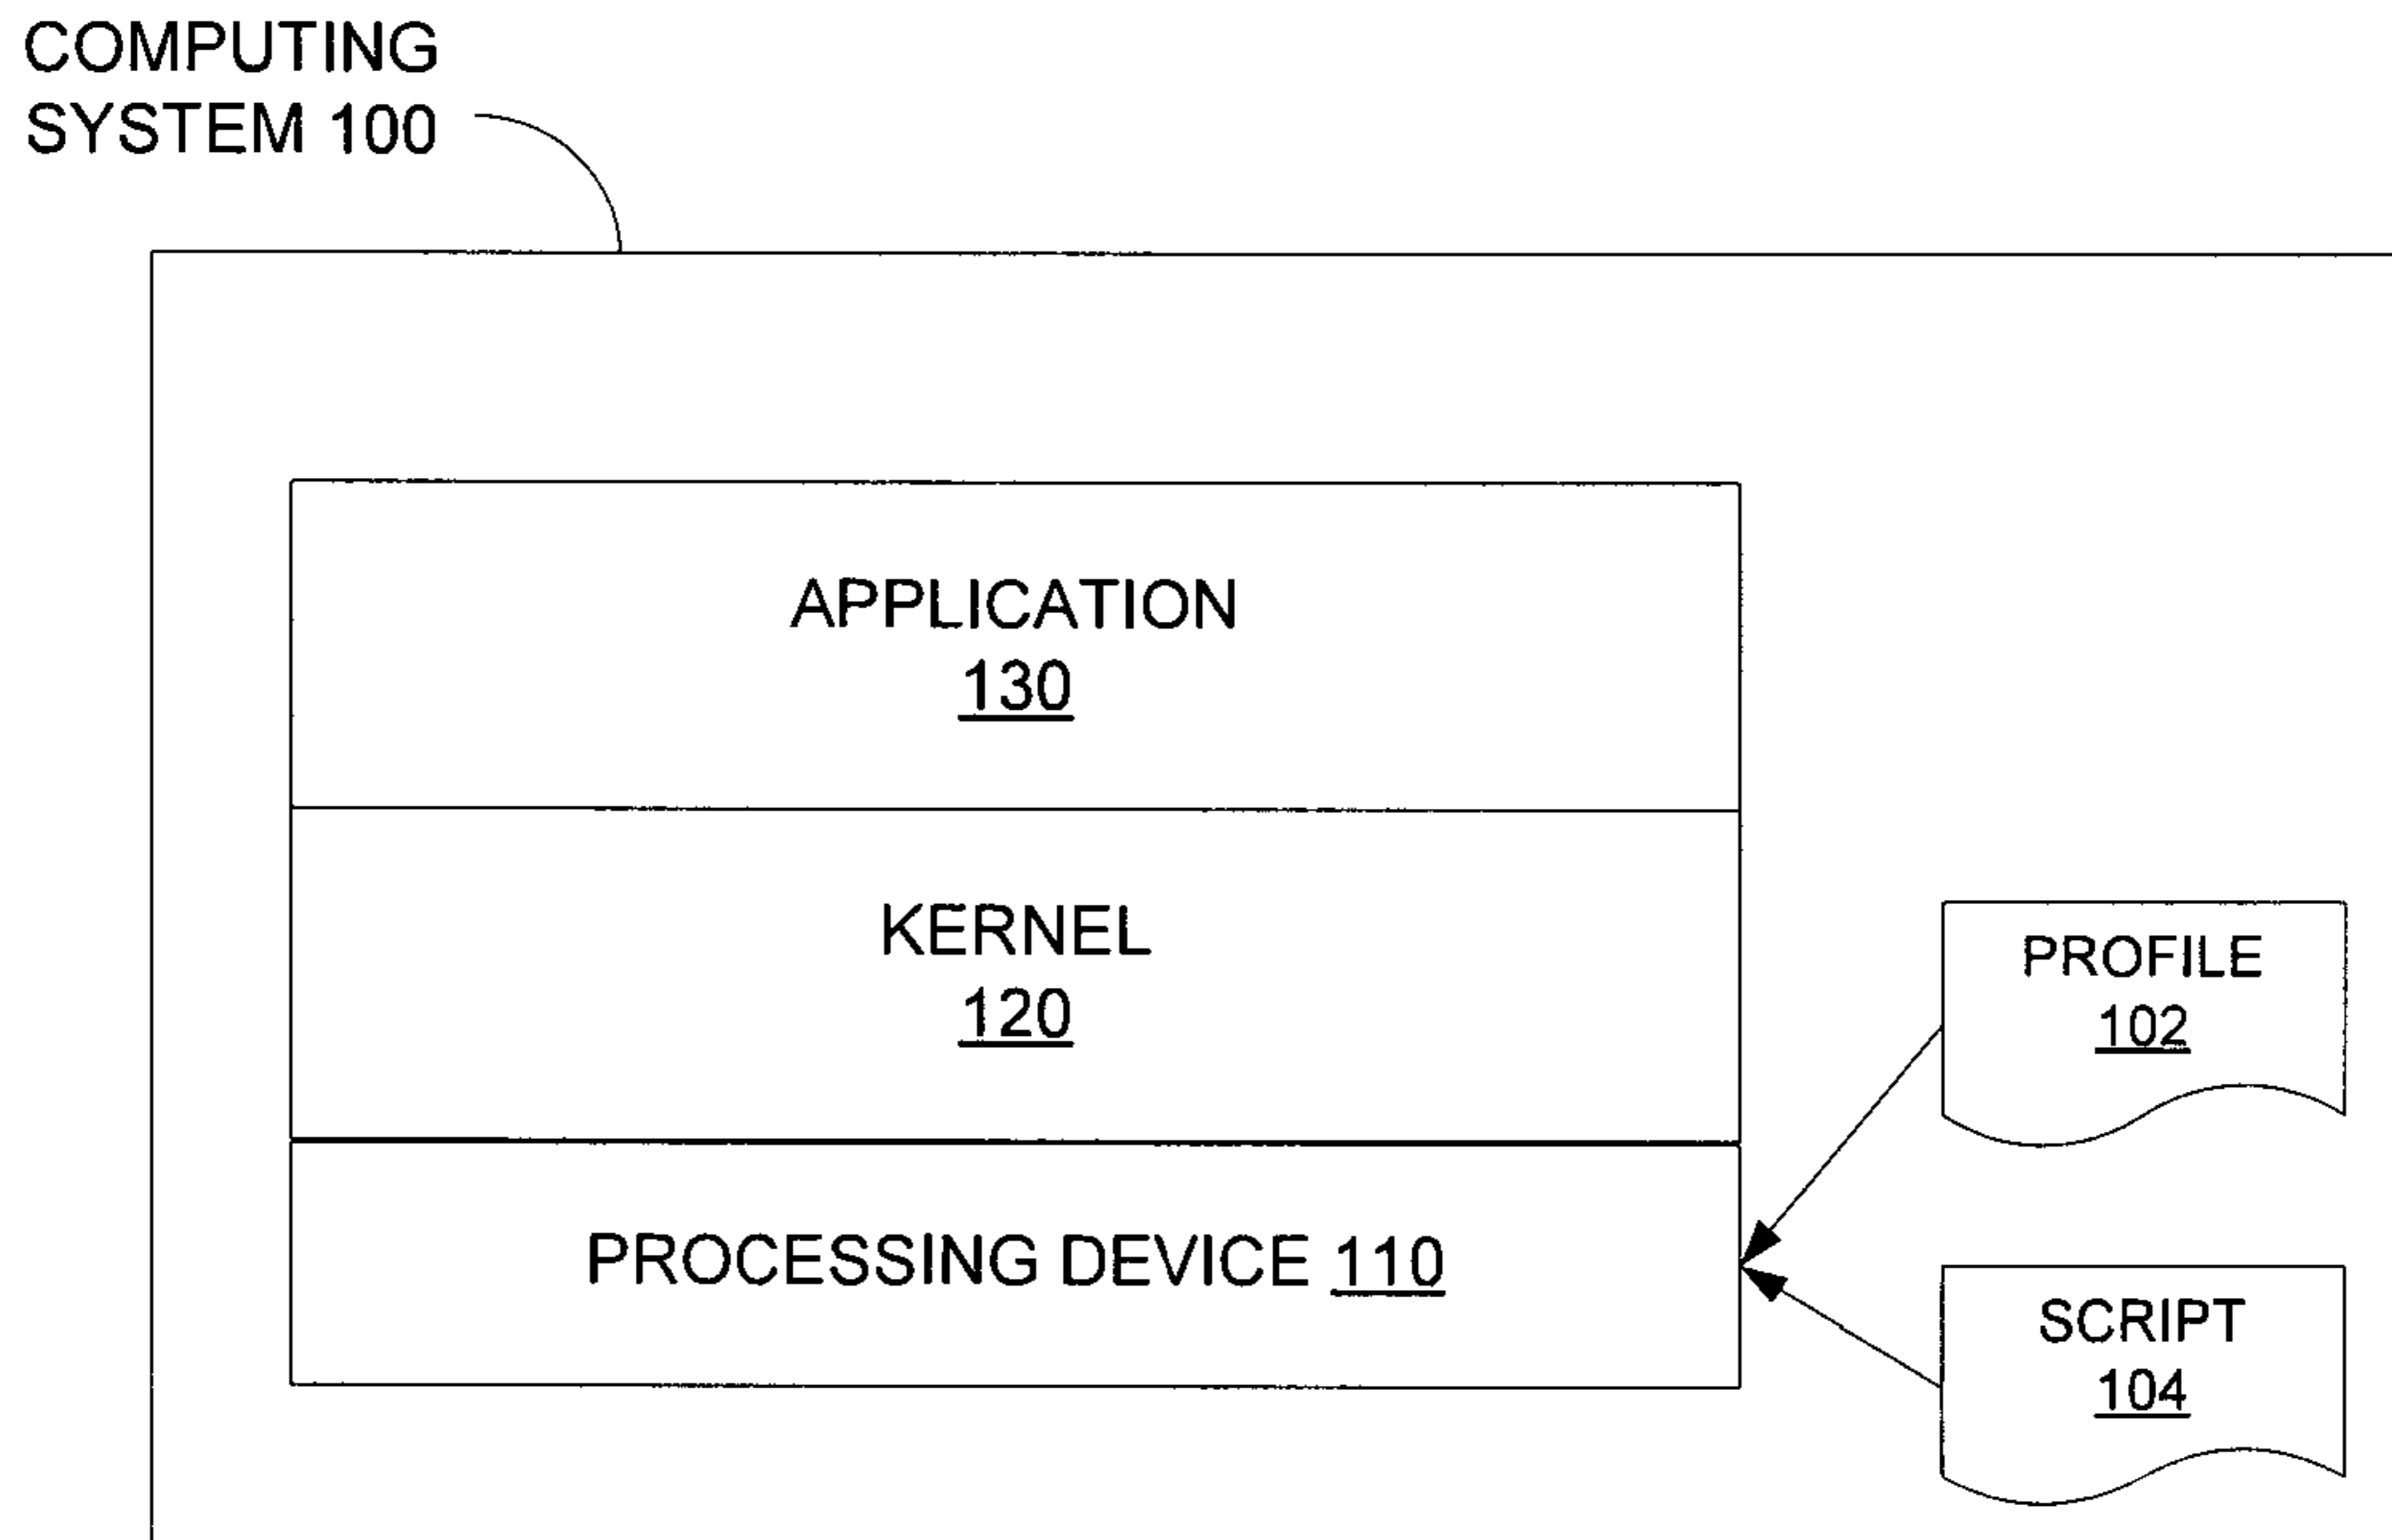 COMPUTING
SYSTEM 100
APPLICATION
130
KERNEL
120
PROFILE
102
PROCESSING DEVICE 110
SCRIPT
104